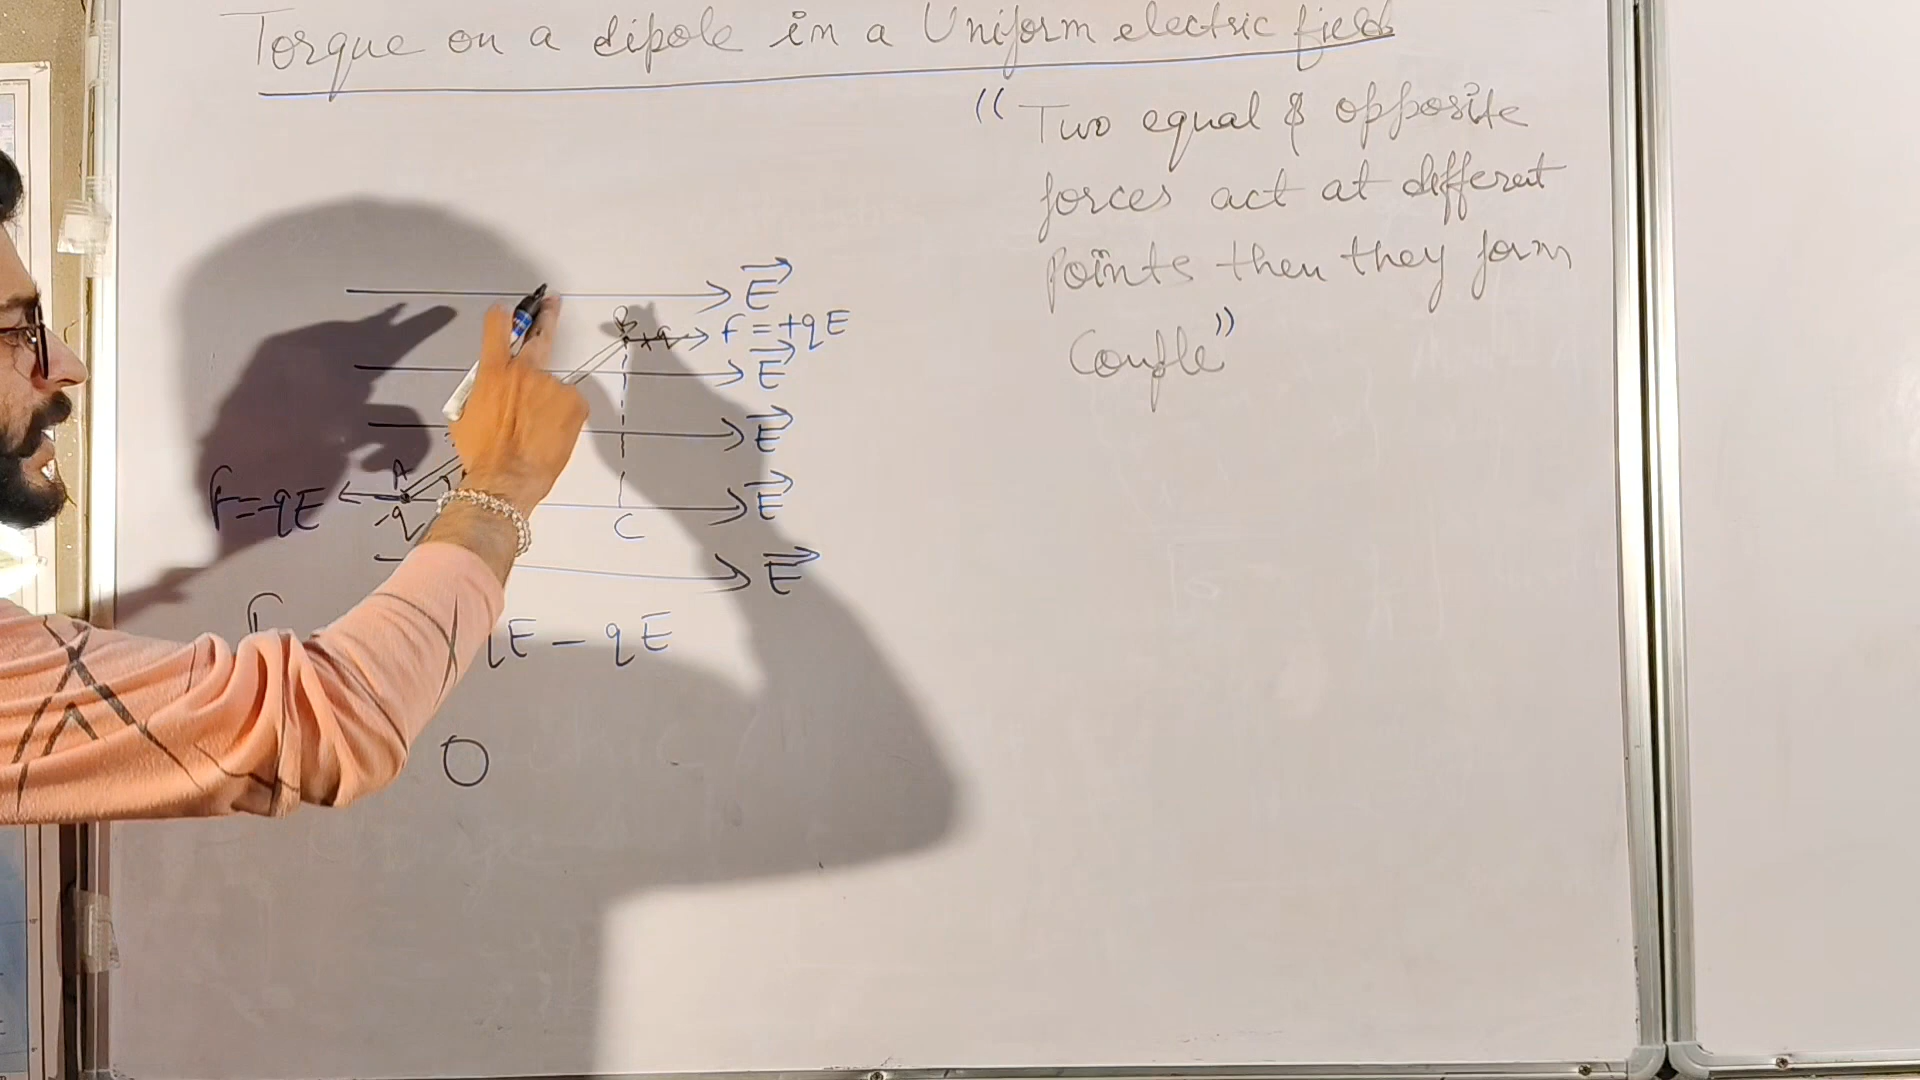 Torque on a dipole in a Uniform electric field
"Two equal & opposite
forces act at different
points then they form
Couple"
E
B
+q
f = +qE
E
E
A
F=-qE
-q
C
E
E
qE - qE
0